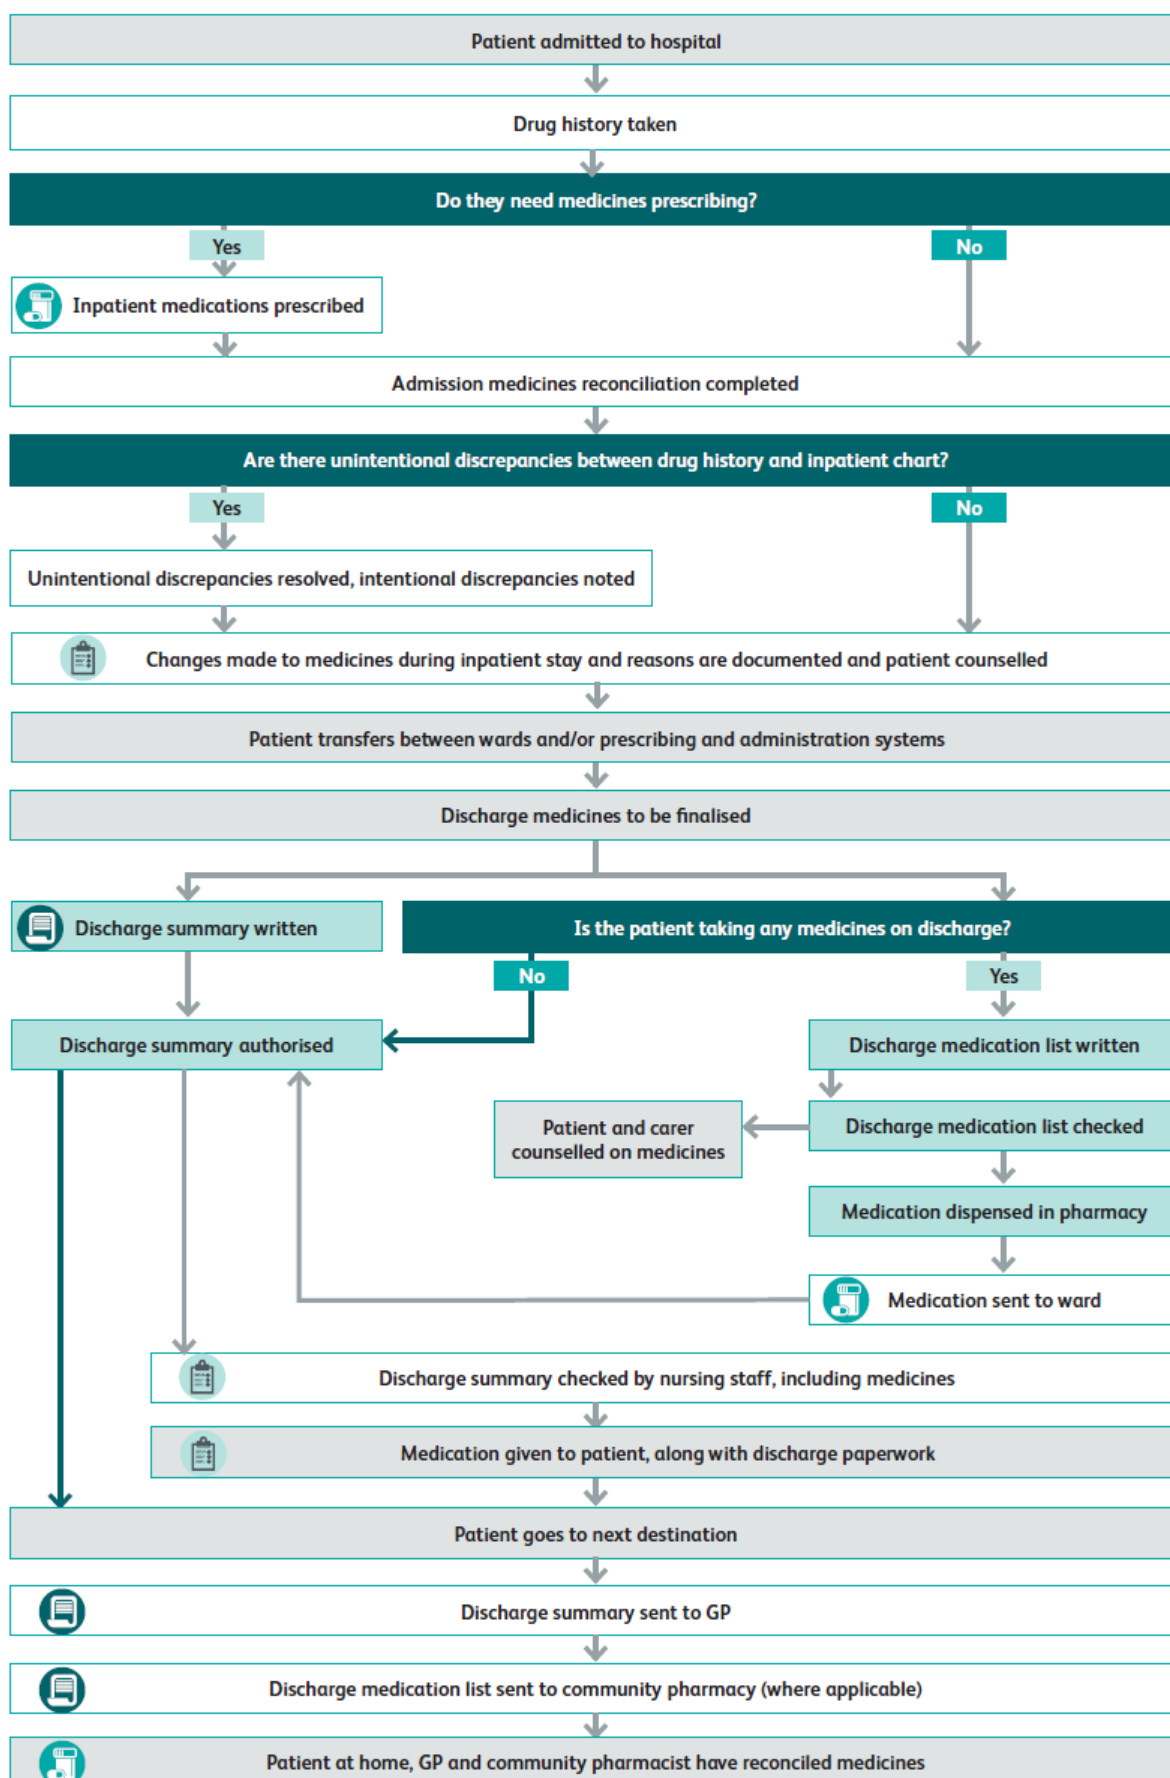 Patient admitted to hospital
Drug history taken
Do they need medicines prescribing?
Yes
No
Inpatient medications prescribed
Admission medicines reconciliation completed
Are there unintentional discrepancies between drug history and inpatient chart?
Yes
No
Unintentional discrepancies resolved, intentional discrepancies noted
Changes made to medicines during inpatient stay and reasons are documented and patient counselled
Patient transfers between wards and/or prescribing and administration systems
Discharge medicines to be finalised
Discharge summary written
Is the patient taking any medicines on discharge?
No
Yes
Discharge summary authorised
Discharge medication list written
Patient and carer
counselled on medicines
Discharge medication list checked
Medication dispensed in pharmacy
Medication sent to ward
Discharge summary checked by nursing staff, including medicines
Medication given to patient, along with discharge paperwork
Patient goes to next destination
Discharge summary sent to GP
Discharge medication list sent to community pharmacy (where applicable)
Patient at home, GP and community pharmacist have reconciled medicines